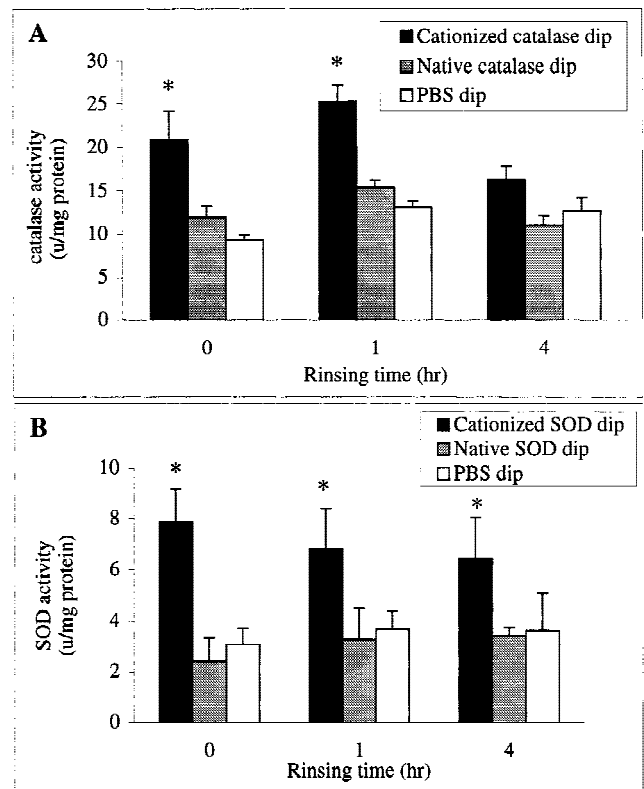 A
Cationized catalase dip
Native catalase dip
PBS dip
30
25
20
15
10
5
0
catalase activity
(u/mg protein)
*
*
0 1 4
Rinsing time (hr)
B
Cationized SOD dip
Native SOD dip
PBS dip
10
8
6
4
2
0
SOD activity
(u/mg protein)
*
*
*
0 1 4
Rinsing time (hr)